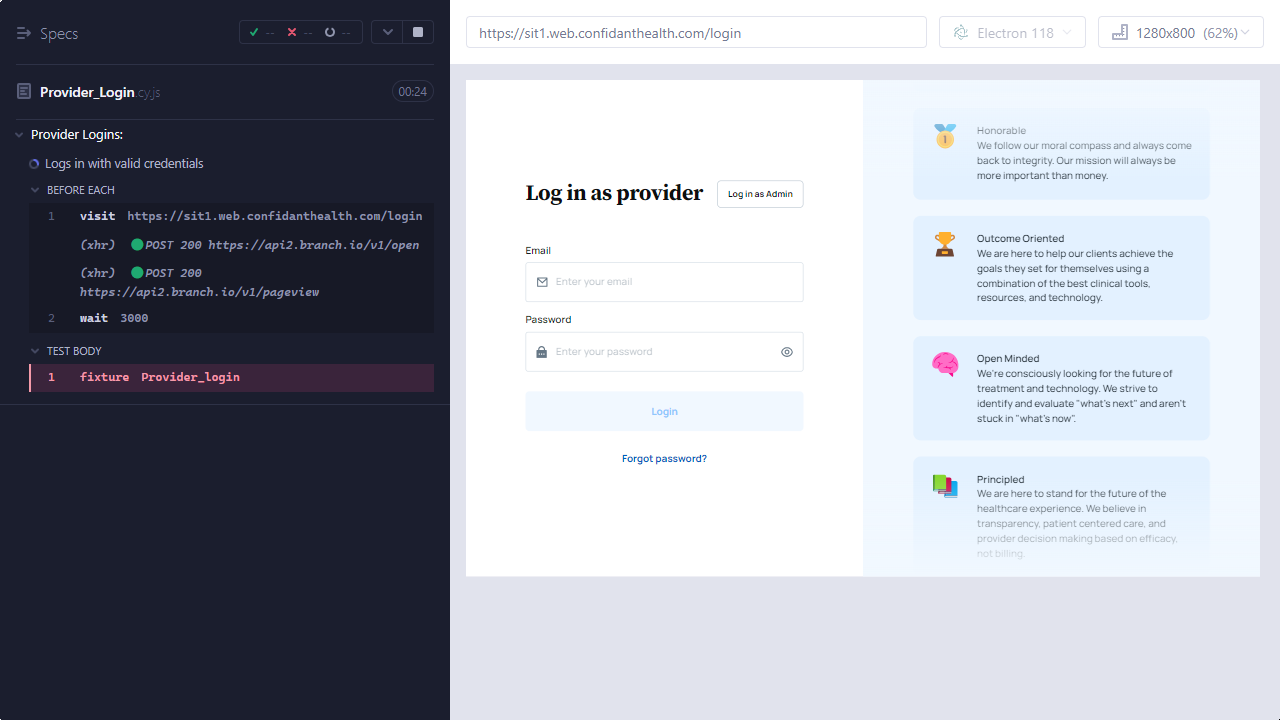 Specs
--
--
--
Provider_Login.cy.js
00:24
Provider Logins:
Logs in with valid credentials
BEFORE EACH
1 visit https://sit1.web.confidanthealth.com/login
(xhr) POST 200 https://api2.branch.io/v1/open
(xhr) POST 200
https://api2.branch.io/v1/pageview
2 wait 3000
TEST BODY
1 fixture Provider_login
https://sit1.web.confidanthealth.com/login
Electron 118
1280x800 (62%)
Log in as provider
Log in as Admin
Email
Enter your email
Password
Enter your password
Login
Forgot password?
1
Honorable
We follow our moral compass and always come
back to integrity. Our mission will always be
more important than money.
Outcome Oriented
We are here to help our clients achieve the
goals they set for themselves using a
combination of the best clinical tools,
resources, and technology.
Open Minded
We're consciously looking for the future of
treatment and technology. We strive to
identify and evaluate "what's next" and aren't
stuck in "what's now".
Principled
We are here to stand for the future of the
healthcare experience. We believe in
transparency, patient centered care, and
provider decision making based on efficacy,
not billing.